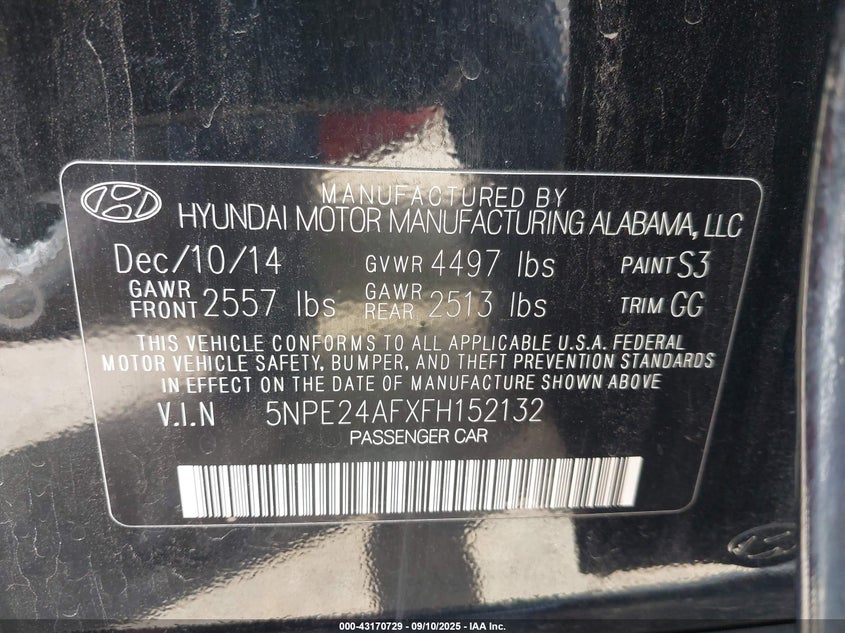 MANUFACTURED BY
HYUNDAI MOTOR MANUFACTURING ALABAMA, LLC
Dec/10/14 GVWR 4497 lbs PAINT S3
GAWR FRONT 2557 lbs GAWR REAR 2513 lbs TRIM GG
THIS VEHICLE CONFORMS TO ALL APPLICABLE U.S.A. FEDERAL
MOTOR VEHICLE SAFETY, BUMPER, AND THEFT PREVENTION STANDARDS
IN EFFECT ON THE DATE OF MANUFACTURE SHOWN ABOVE
V.I.N 5NPE24AFXFH152132
PASSENGER CAR
000-43170729 - 09/10/2025 - IAA Inc.